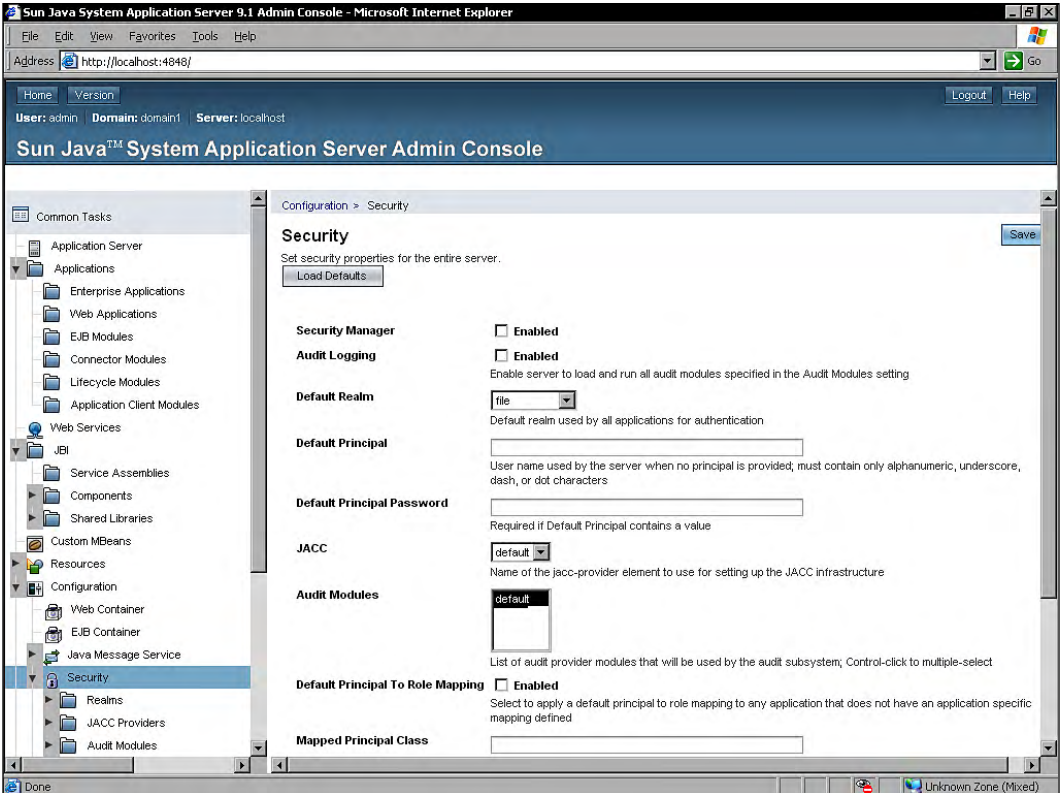 Sun Java System Application Server 9.1 Admin Console - Microsoft Internet Explorer
File Edit View Favorites Tools Help
Address http://localhost:4848/ Go
Home Version Logout Help
User: admin Domain: domain1 Server: localhost
Sun Java™ System Application Server Admin Console
Common Tasks
Application Server
Applications
Enterprise Applications
Web Applications
EJB Modules
Connector Modules
Lifecycle Modules
Application Client Modules
Web Services
JBI
Service Assemblies
Components
Shared Libraries
Custom MBeans
Resources
Configuration
Web Container
EJB Container
Java Message Service
Security
Realms
JACC Providers
Audit Modules
Configuration > Security
Security
Save
Set security properties for the entire server.
Load Defaults
Security Manager Enabled
Audit Logging Enabled
Enable server to load and run all audit modules specified in the Audit Modules setting
Default Realm file
Default realm used by all applications for authentication
Default Principal
User name used by the server when no principal is provided; must contain only alphanumeric, underscore,
dash, or dot characters
Default Principal Password
Required if Default Principal contains a value
JACC default
Name of the jacc-provider element to use for setting up the JACC infrastructure
Audit Modules default
List of audit provider modules that will be used by the audit subsystem; Control-click to multiple-select
Default Principal To Role Mapping Enabled
Select to apply a default principal to role mapping to any application that does not have an application specific
mapping defined
Mapped Principal Class
Done Unknown Zone (Mixed)